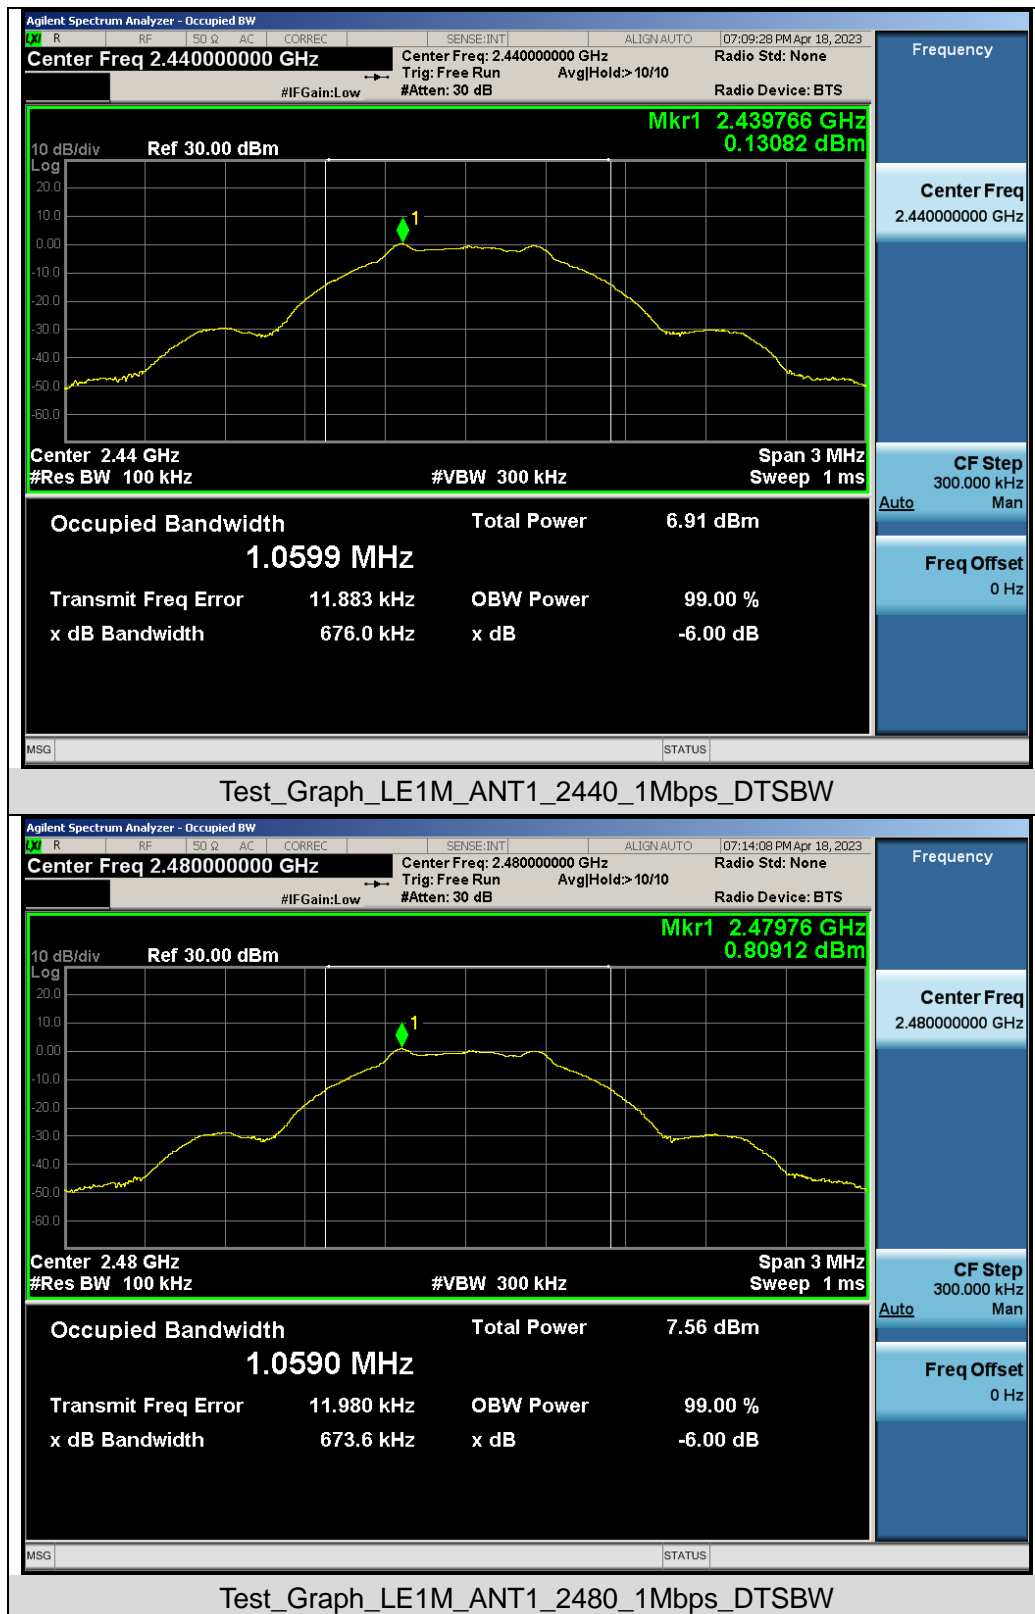 Agilent Spectrum Analyzer - Occupied BW
LXI R RF 50 Ω AC CORREC SENSE:INT ALIGN AUTO 07:09:28 PM Apr 18, 2023
Center Freq 2.440000000 GHz Center Freq: 2.440000000 GHz Radio Std: None Frequency
Trig: Free Run Avg|Hold:> 10/10
#IFGain:Low #Atten: 30 dB Radio Device: BTS
Mkr1 2.439766 GHz
10 dB/div Ref 30.00 dBm 0.13082 dBm
Log
20.0
10.0
0.00
-10.0
-20.0
-30.0
-40.0
-50.0
-60.0
1
Center Freq
2.440000000 GHz
Center 2.44 GHz Span 3 MHz
#Res BW 100 kHz #VBW 300 kHz Sweep 1 ms
CF Step
300.000 kHz
Auto Man
Occupied Bandwidth Total Power 6.91 dBm
1.0599 MHz
Transmit Freq Error 11.883 kHz OBW Power 99.00 %
x dB Bandwidth 676.0 kHz x dB -6.00 dB
Freq Offset
0 Hz
MSG STATUS
Test_Graph_LE1M_ANT1_2440_1Mbps_DTSBW
Agilent Spectrum Analyzer - Occupied BW
LXI R RF 50 Ω AC CORREC SENSE:INT ALIGN AUTO 07:14:08 PM Apr 18, 2023
Center Freq 2.480000000 GHz Center Freq: 2.480000000 GHz Radio Std: None Frequency
Trig: Free Run Avg|Hold:> 10/10
#IFGain:Low #Atten: 30 dB Radio Device: BTS
Mkr1 2.47976 GHz
10 dB/div Ref 30.00 dBm 0.80912 dBm
Log
20.0
10.0
0.00
-10.0
-20.0
-30.0
-40.0
-50.0
-60.0
1
Center Freq
2.480000000 GHz
Center 2.48 GHz Span 3 MHz
#Res BW 100 kHz #VBW 300 kHz Sweep 1 ms
CF Step
300.000 kHz
Auto Man
Occupied Bandwidth Total Power 7.56 dBm
1.0590 MHz
Transmit Freq Error 11.980 kHz OBW Power 99.00 %
x dB Bandwidth 673.6 kHz x dB -6.00 dB
Freq Offset
0 Hz
MSG STATUS
Test_Graph_LE1M_ANT1_2480_1Mbps_DTSBW